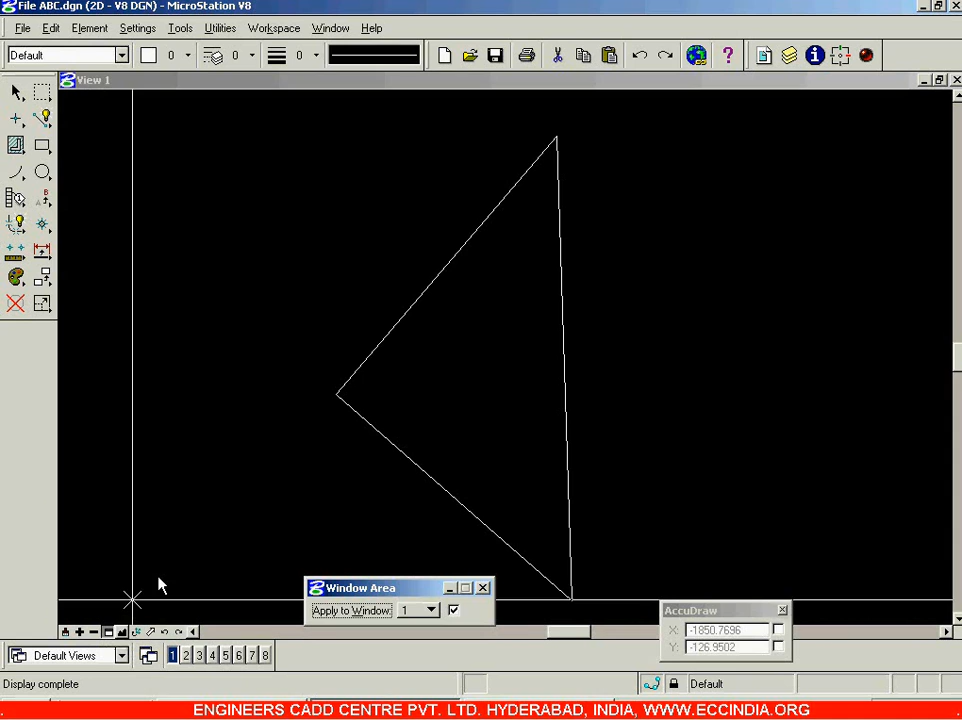 File ABC.dgn (2D - V8 DGN) - MicroStation V8
File Edit Element Settings Tools Utilities Workspace Window Help
Default 0 0 0
View 1
Window Area
Apply to Window: 1
AccuDraw
X: -1850.7696
Y: -126.9502
Default Views 1 2 3 4 5 6 7 8
Display complete Default
ENGINEERS CADD CENTRE PVT. LTD. HYDERABAD, INDIA, WWW.ECCINDIA.ORG